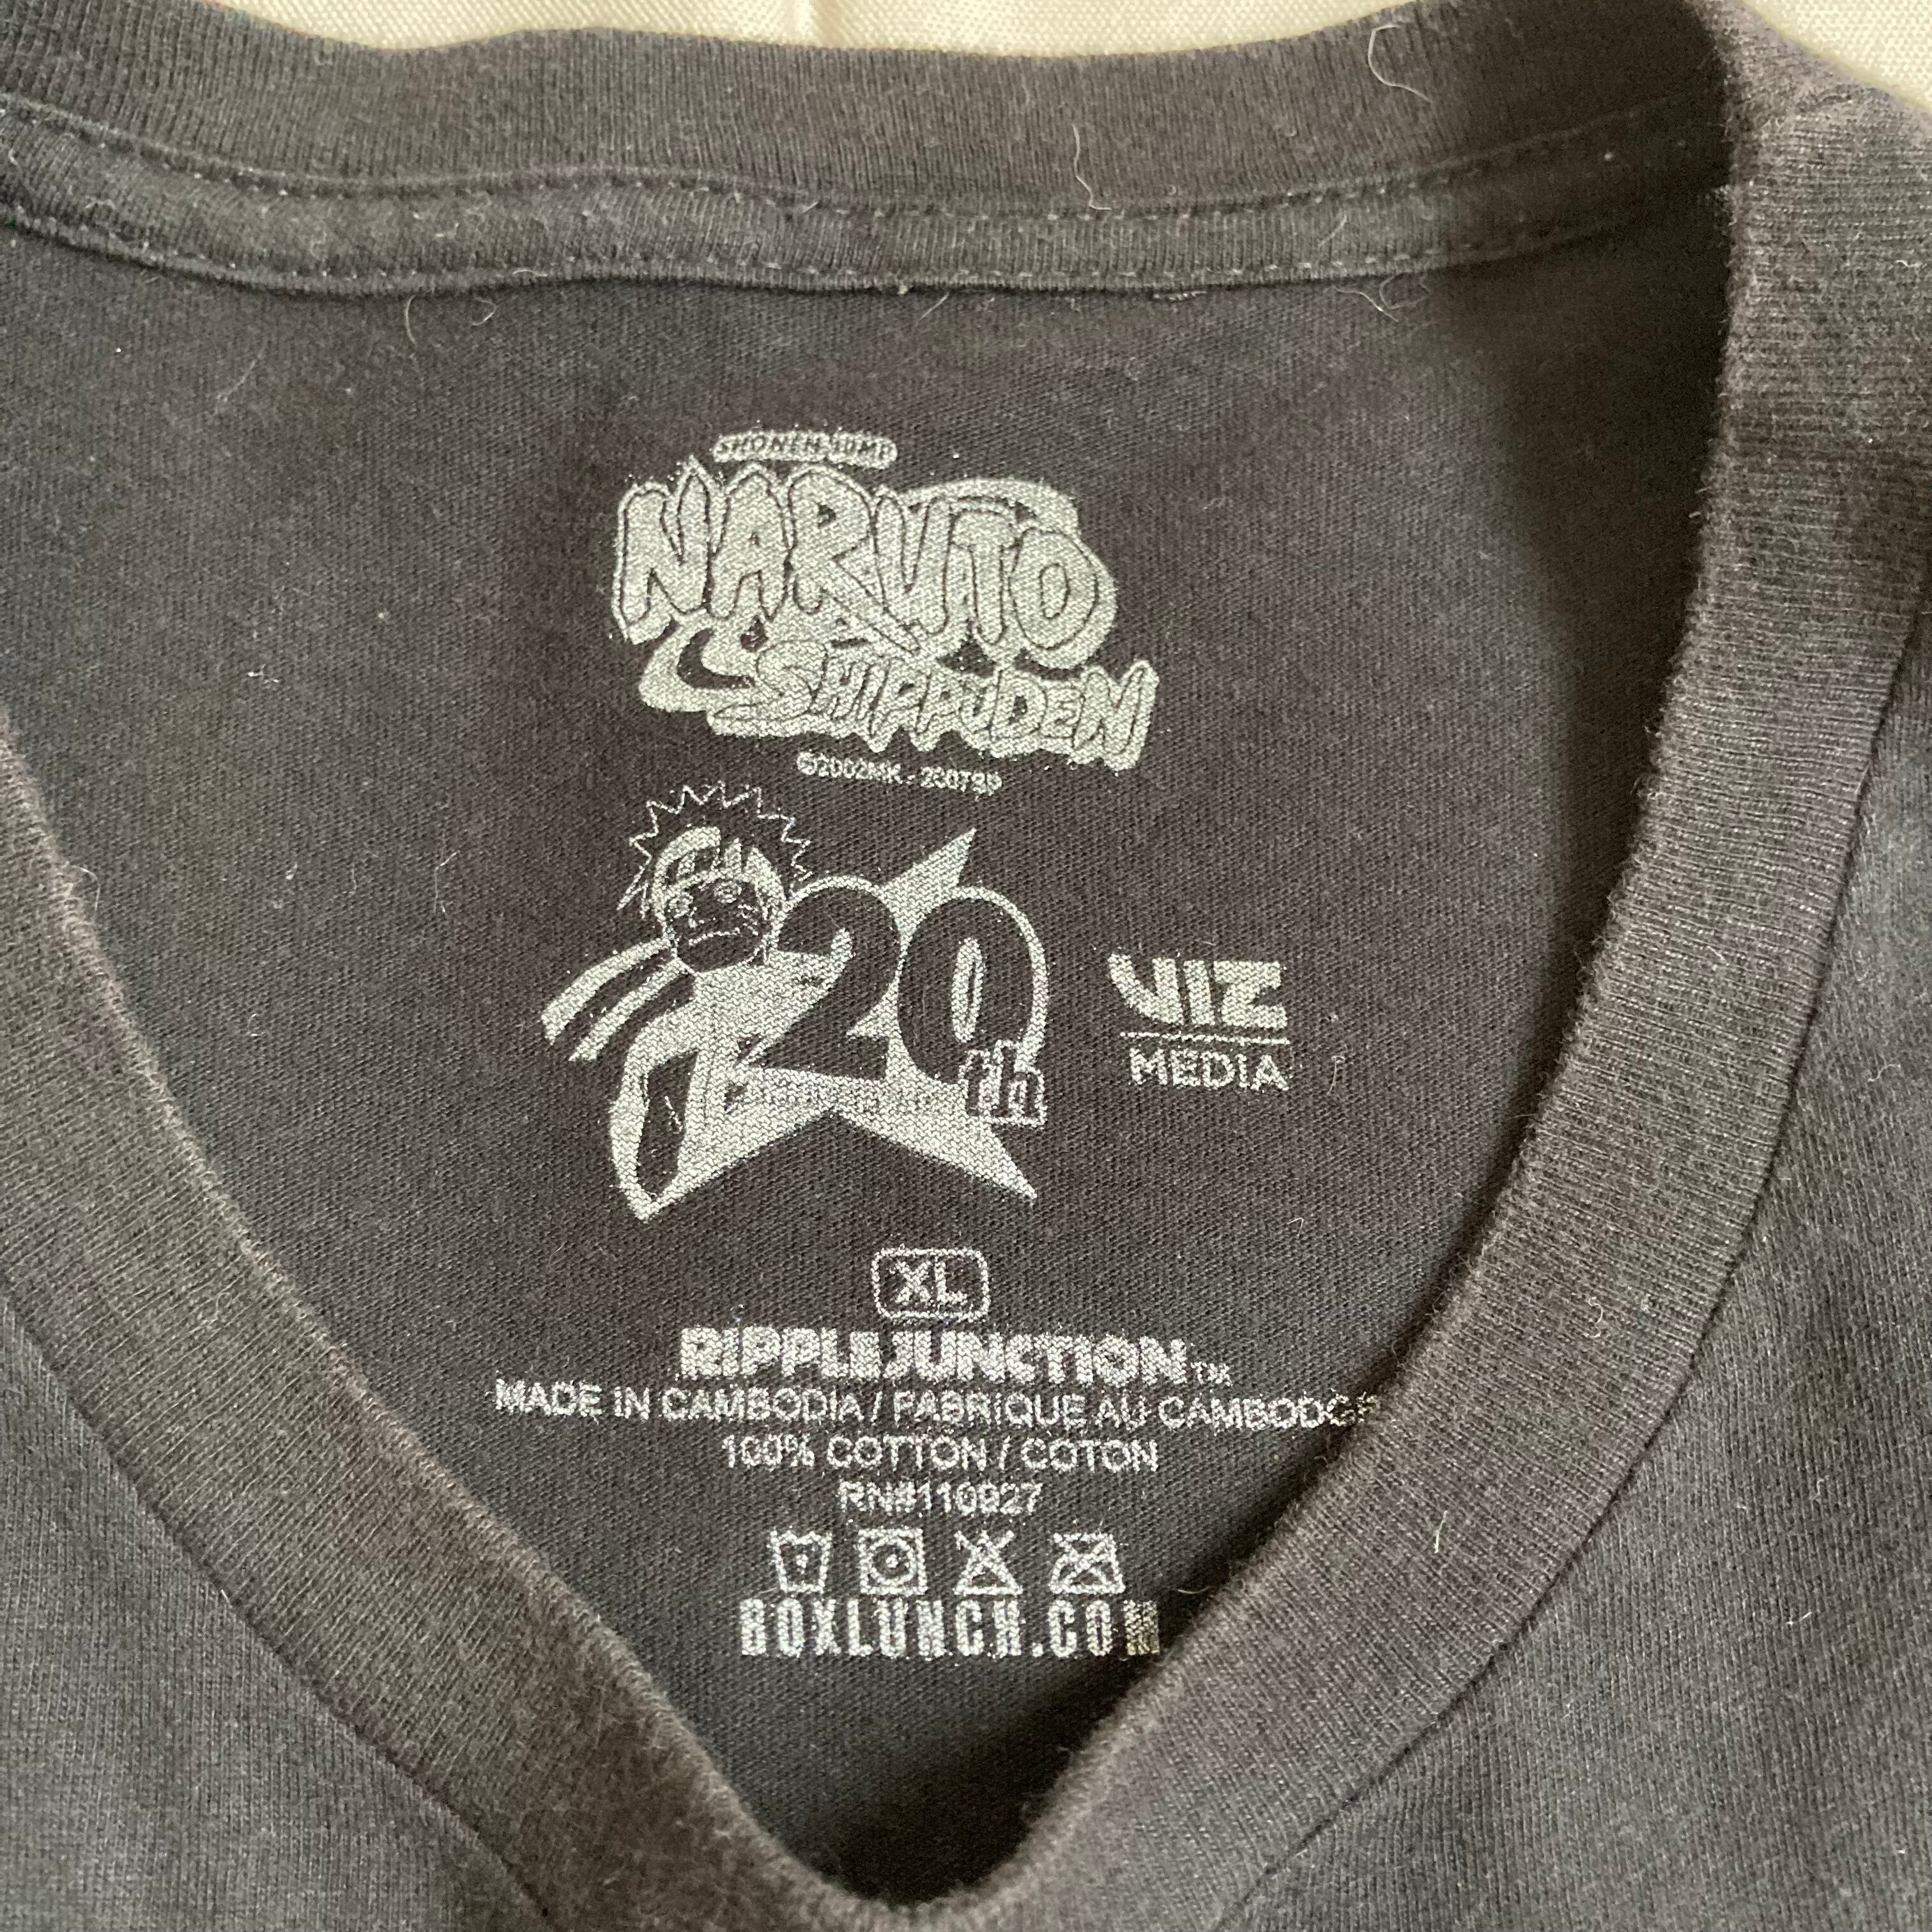 SHONEN JUMP
NARUTO
SHIPPUDEN
©2002MK - 2007SP
20th
VIZ
MEDIA
XL
RIPPLE JUNCTION™
MADE IN CAMBODIA / FABRIQUE AU CAMBODGE
100% COTTON / COTON
RN#110927
BOXLUNCH.COM